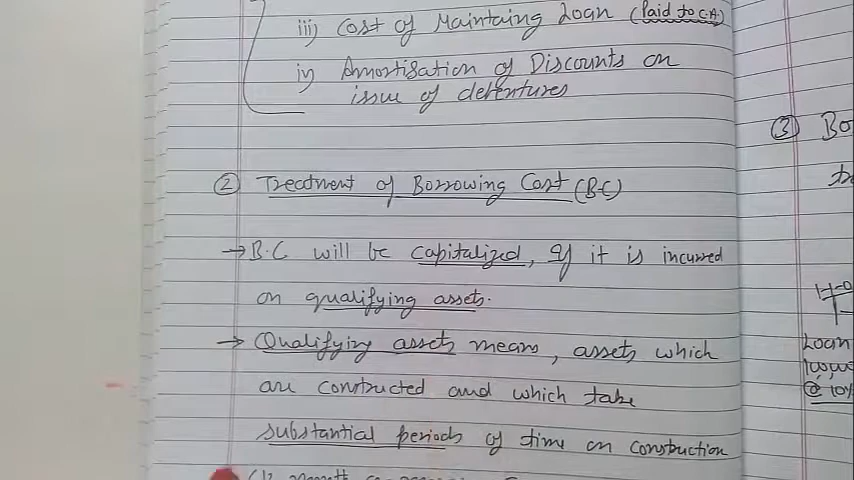 iii) Cost of Maintaing Loan (Paid to CA)
iv) Amortisation of Discounts on
issue of debentures
② Treatment of Borrowing Cost (B.C)
→ B.C will be capitalized, If it is incurred
on qualifying assets.
→ Qualifying assets means, assets which
are constructed and which take
substantial periods of time on construction
③ Bo
Loan
@ 10%